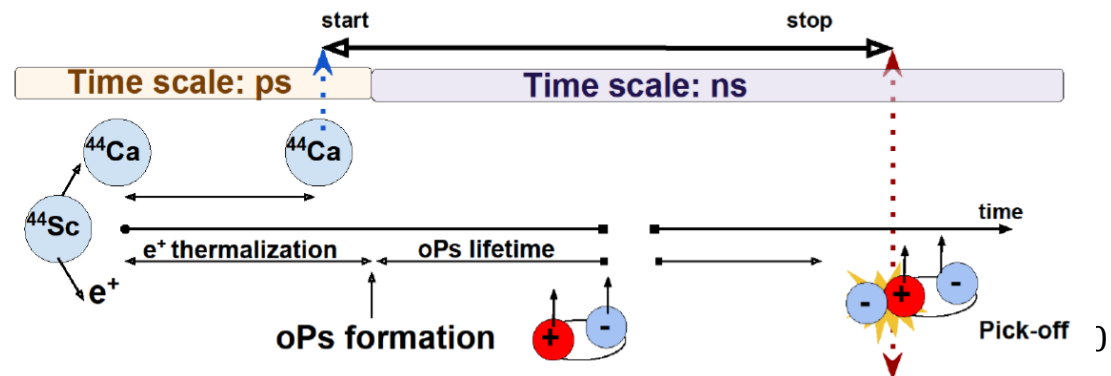 start stop
Time scale: ps Time scale: ns
44Ca 44Ca
44Sc
time
e+ thermalization oPs lifetime
e+
- + -
oPs formation + - Pick-off